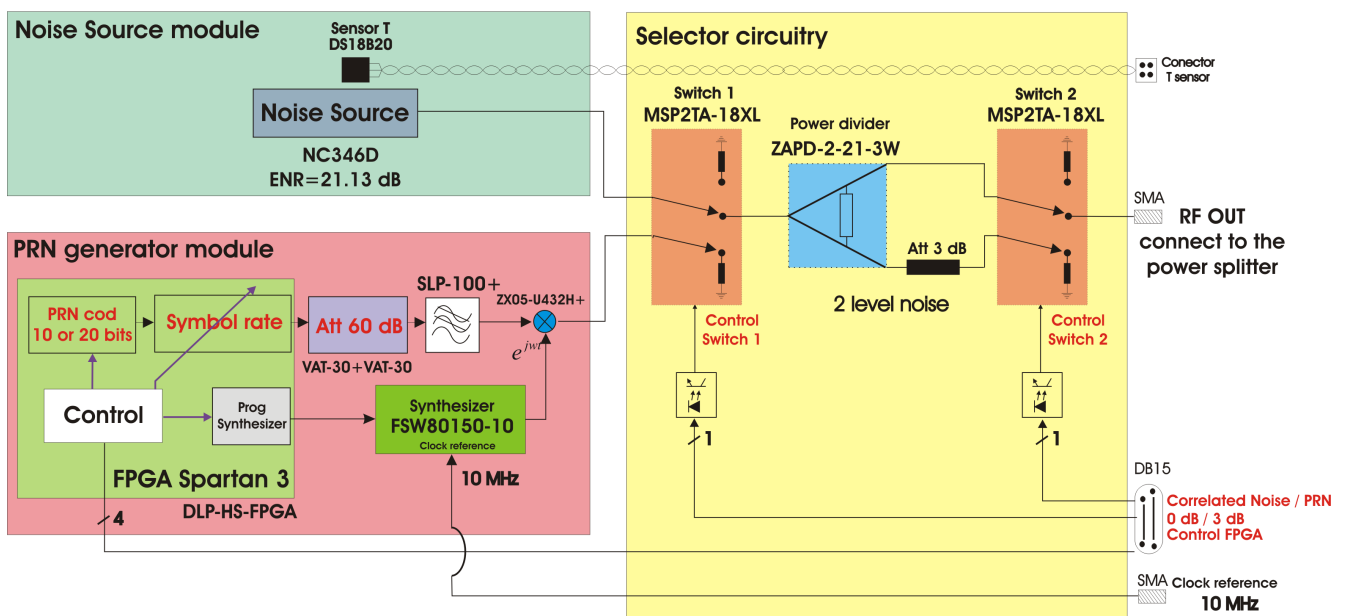 Noise Source module
Sensor T
DS18B20
Noise Source
NC346D
ENR=21.13 dB
PRN generator module
PRN cod
10 or 20 bits
Symbol rate
Att 60 dB
VAT-30+VAT-30
SLP-100+
ZX05-U432H+
e^jwt
Control
Prog
Synthesizer
Synthesizer
FSW80150-10
Clock reference
FPGA Spartan 3
DLP-HS-FPGA
10 MHz
4
Selector circuitry
Switch 1
MSP2TA-18XL
Power divider
ZAPD-2-21-3W
Switch 2
MSP2TA-18XL
Att 3 dB
2 level noise
Control
Switch 1
Control
Switch 2
1
1
Conector
T sensor
SMA
RF OUT
connect to the
power splitter
DB15
Correlated Noise / PRN
0 dB / 3 dB
Control FPGA
SMA Clock reference
10 MHz